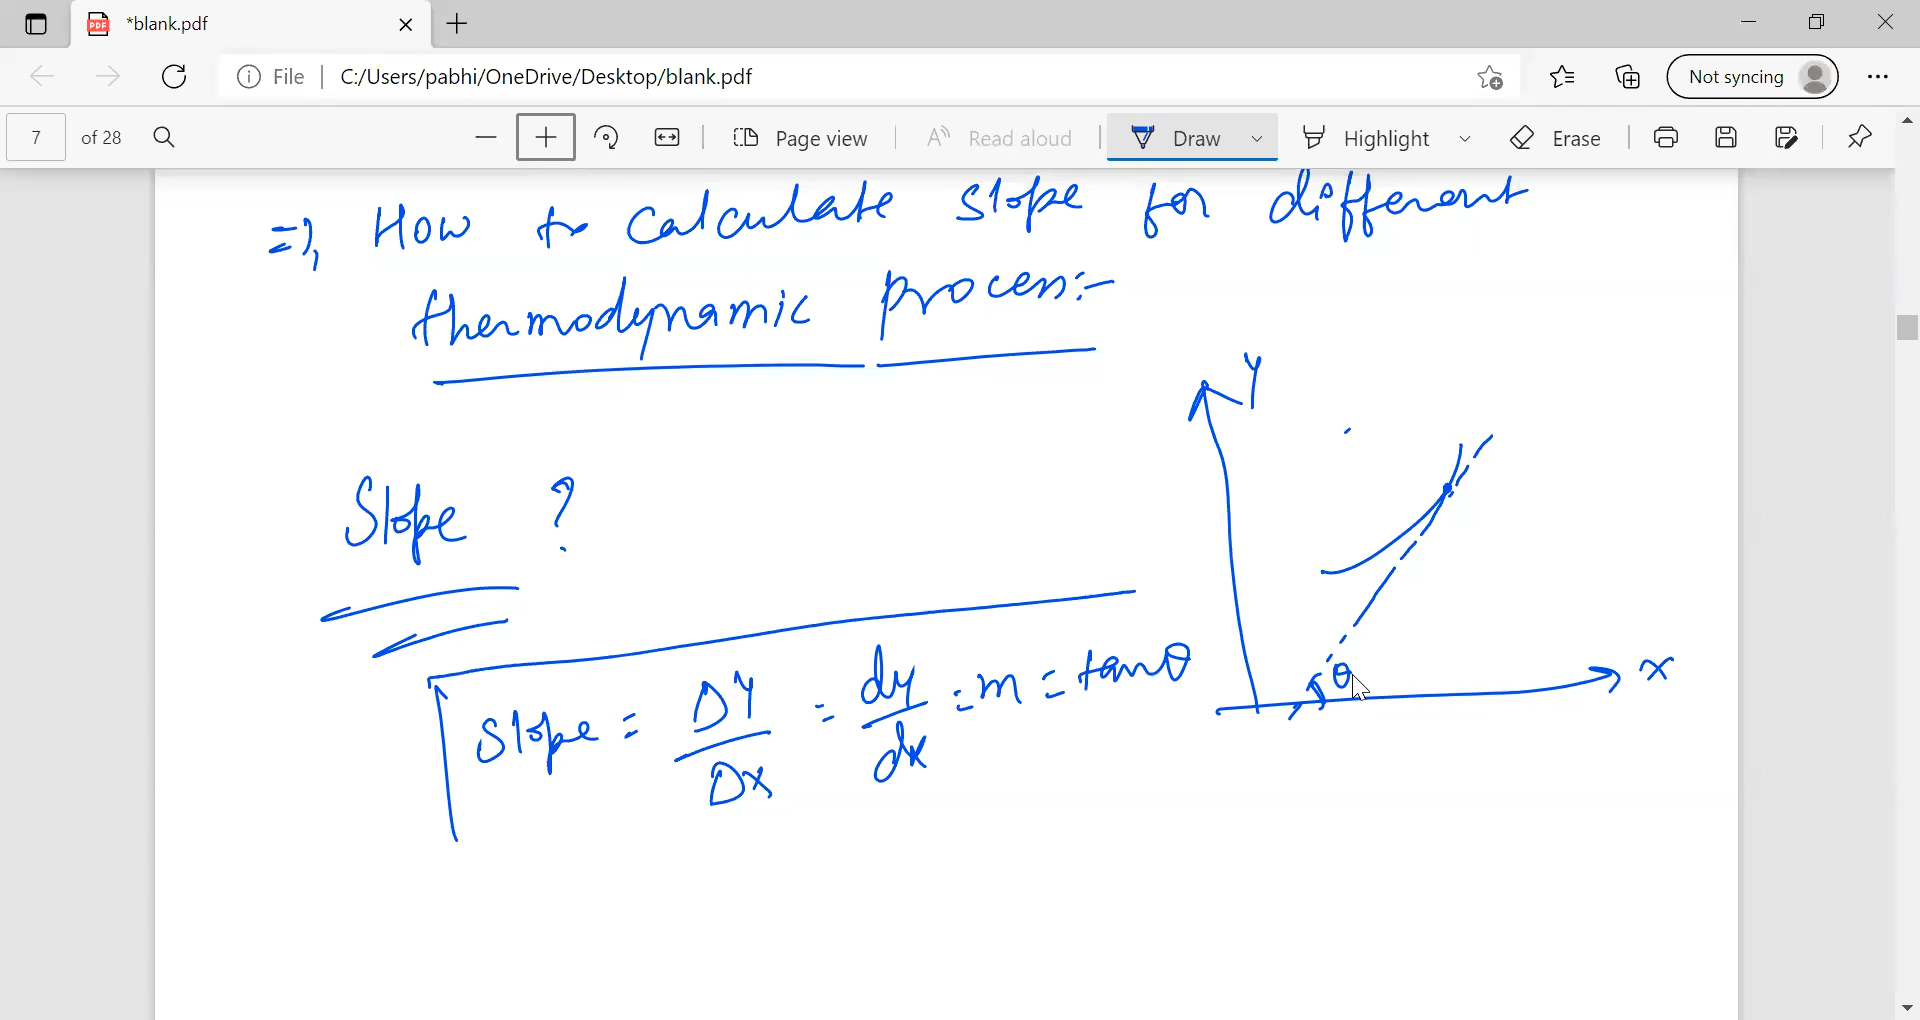 *blank.pdf
File C:/Users/pabhi/OneDrive/Desktop/blank.pdf Not syncing
7 of 28 Page view Read aloud Draw Highlight Erase
=), How to calculate slope for different
thermodynamic process:-
Y
Slope ?
Slope = ΔY/Δx = dy/dx = m = tanθ
θ
x